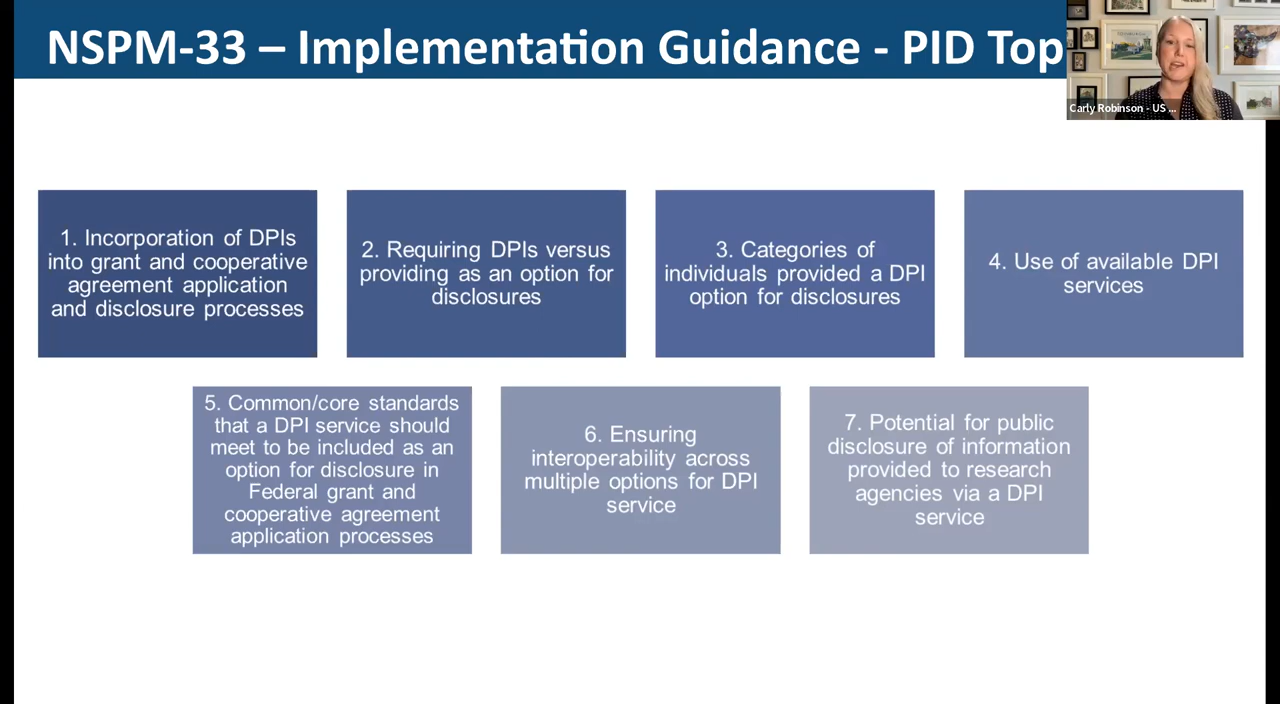 NSPM-33 – Implementation Guidance - PID Top
Carly Robinson - US ...
1. Incorporation of DPIs
into grant and cooperative
agreement application
and disclosure processes
2. Requiring DPIs versus
providing as an option for
disclosures
3. Categories of
individuals provided a DPI
option for disclosures
4. Use of available DPI
services
5. Common/core standards
that a DPI service should
meet to be included as an
option for disclosure in
Federal grant and
cooperative agreement
application processes
6. Ensuring
interoperability across
multiple options for DPI
service
7. Potential for public
disclosure of information
provided to research
agencies via a DPI
service